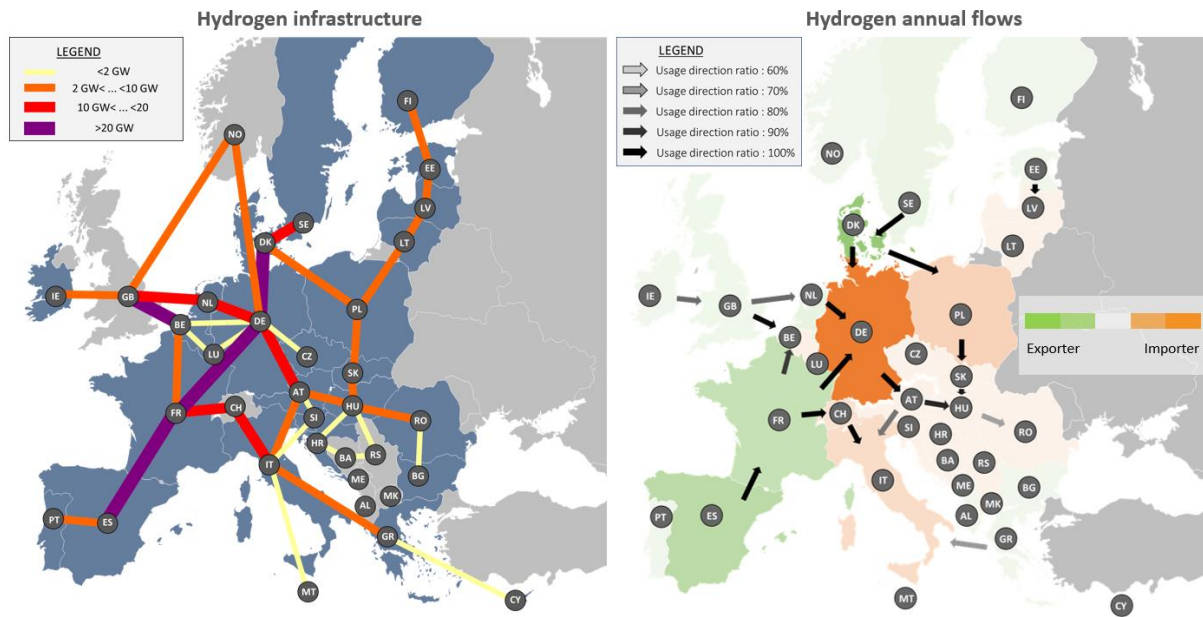 Hydrogen infrastructure
LEGEND
<2 GW
2 GW< ... <10 GW
10 GW< ... <20
>20 GW
FI
NO
EE
LV
SE
DK
LT
IE
GB
NL
PL
BE
DE
LU
CZ
SK
AT
FR
CH
HU
SI
RO
HR
BA
RS
IT
BG
ME
MK
AL
PT
ES
GR
MT
CY
Hydrogen annual flows
LEGEND
Usage direction ratio : 60%
Usage direction ratio : 70%
Usage direction ratio : 80%
Usage direction ratio : 90%
Usage direction ratio : 100%
FI
NO
EE
SE
LV
DK
LT
IE
GB
NL
PL
BE
DE
LU
CZ
SK
AT
HU
FR
CH
SI
HR
RO
BA
RS
IT
ME
BG
MK
AL
PT
ES
GR
MT
CY
Exporter Importer